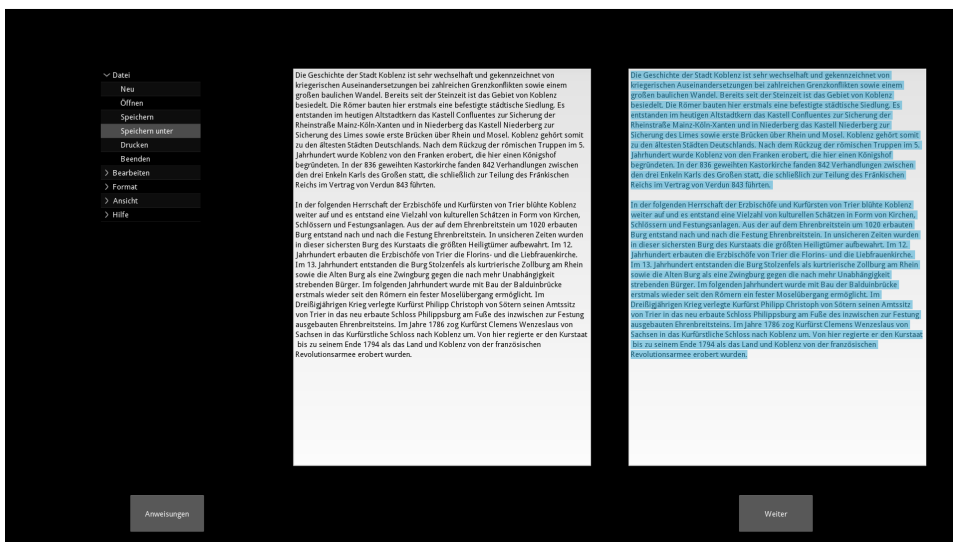 Datei
Neu
Öffnen
Speichern
Speichern unter
Drucken
Beenden
Bearbeiten
Format
Ansicht
Hilfe
Die Geschichte der Stadt Koblenz ist sehr wechselhaft und gekennzeichnet von
kriegerischen Auseinandersetzungen bei zahlreichen Grenzkonflikten sowie einem
großen baulichen Wandel. Bereits seit der Steinzeit ist das Gebiet von Koblenz
besiedelt. Die Römer bauten hier erstmals eine befestigte städtische Siedlung. Es
entstanden im heutigen Altstadtkern das Kastell Confluentes zur Sicherung der
Rheinstraße Mainz-Köln-Xanten und in Niederberg das Kastell Niederberg zur
Sicherung des Limes sowie erste Brücken über Rhein und Mosel. Koblenz gehört somit
zu den ältesten Städten Deutschlands. Nach dem Rückzug der römischen Truppen im 5.
Jahrhundert wurde Koblenz von den Franken erobert, die hier einen Königshof
begründeten. In der 836 geweihten Kastorkirche fanden 842 Verhandlungen zwischen
den drei Enkeln Karls des Großen statt, die schließlich zur Teilung des Fränkischen
Reichs im Vertrag von Verdun 843 führten.
In der folgenden Herrschaft der Erzbischöfe und Kurfürsten von Trier blühte Koblenz
weiter auf und es entstand eine Vielzahl von kulturellen Schätzen in Form von Kirchen,
Schlössern und Festungsanlagen. Aus der auf dem Ehrenbreitstein um 1020 erbauten
Burg entstand nach und nach die Festung Ehrenbreitstein. In unsicheren Zeiten wurden
in dieser sichersten Burg des Kurstaats die größten Heiligtümer aufbewahrt. Im 12.
Jahrhundert erbauten die Erzbischöfe von Trier die Florins- und die Liebfrauenkirche.
Im 13. Jahrhundert entstanden die Burg Stolzenfels als kurtrierische Zollburg am Rhein
sowie die Alten Burg als eine Zwingburg gegen die nach mehr Unabhängigkeit
strebenden Bürger. Im folgenden Jahrhundert wurde mit Bau der Balduinbrücke
erstmals wieder seit den Römern ein fester Moselübergang ermöglicht. Im
Dreißigjährigen Krieg verlegte Kurfürst Philipp Christoph von Sötern seinen Amtssitz
von Trier in das neu erbaute Schloss Philippsburg am Fuße des inzwischen zur Festung
ausgebauten Ehrenbreitsteins. Im Jahre 1786 zog Kurfürst Clemens Wenzeslaus von
Sachsen in das Kurfürstliche Schloss nach Koblenz um. Von hier regierte er den Kurstaat
bis zu seinem Ende 1794 als das Land und Koblenz von der französischen
Revolutionsarmee erobert wurden.
Die Geschichte der Stadt Koblenz ist sehr wechselhaft und gekennzeichnet von
kriegerischen Auseinandersetzungen bei zahlreichen Grenzkonflikten sowie einem
großen baulichen Wandel. Bereits seit der Steinzeit ist das Gebiet von Koblenz
besiedelt. Die Römer bauten hier erstmals eine befestigte städtische Siedlung. Es
entstanden im heutigen Altstadtkern das Kastell Confluentes zur Sicherung der
Rheinstraße Mainz-Köln-Xanten und in Niederberg das Kastell Niederberg zur
Sicherung des Limes sowie erste Brücken über Rhein und Mosel. Koblenz gehört somit
zu den ältesten Städten Deutschlands. Nach dem Rückzug der römischen Truppen im 5.
Jahrhundert wurde Koblenz von den Franken erobert, die hier einen Königshof
begründeten. In der 836 geweihten Kastorkirche fanden 842 Verhandlungen zwischen
den drei Enkeln Karls des Großen statt, die schließlich zur Teilung des Fränkischen
Reichs im Vertrag von Verdun 843 führten.
In der folgenden Herrschaft der Erzbischöfe und Kurfürsten von Trier blühte Koblenz
weiter auf und es entstand eine Vielzahl von kulturellen Schätzen in Form von Kirchen,
Schlössern und Festungsanlagen. Aus der auf dem Ehrenbreitstein um 1020 erbauten
Burg entstand nach und nach die Festung Ehrenbreitstein. In unsicheren Zeiten wurden
in dieser sichersten Burg des Kurstaats die größten Heiligtümer aufbewahrt. Im 12.
Jahrhundert erbauten die Erzbischöfe von Trier die Florins- und die Liebfrauenkirche.
Im 13. Jahrhundert entstanden die Burg Stolzenfels als kurtrierische Zollburg am Rhein
sowie die Alten Burg als eine Zwingburg gegen die nach mehr Unabhängigkeit
strebenden Bürger. Im folgenden Jahrhundert wurde mit Bau der Balduinbrücke
erstmals wieder seit den Römern ein fester Moselübergang ermöglicht. Im
Dreißigjährigen Krieg verlegte Kurfürst Philipp Christoph von Sötern seinen Amtssitz
von Trier in das neu erbaute Schloss Philippsburg am Fuße des inzwischen zur Festung
ausgebauten Ehrenbreitsteins. Im Jahre 1786 zog Kurfürst Clemens Wenzeslaus von
Sachsen in das Kurfürstliche Schloss nach Koblenz um. Von hier regierte er den Kurstaat
bis zu seinem Ende 1794 als das Land und Koblenz von der französischen
Revolutionsarmee erobert wurden.
Anweisungen
Weiter